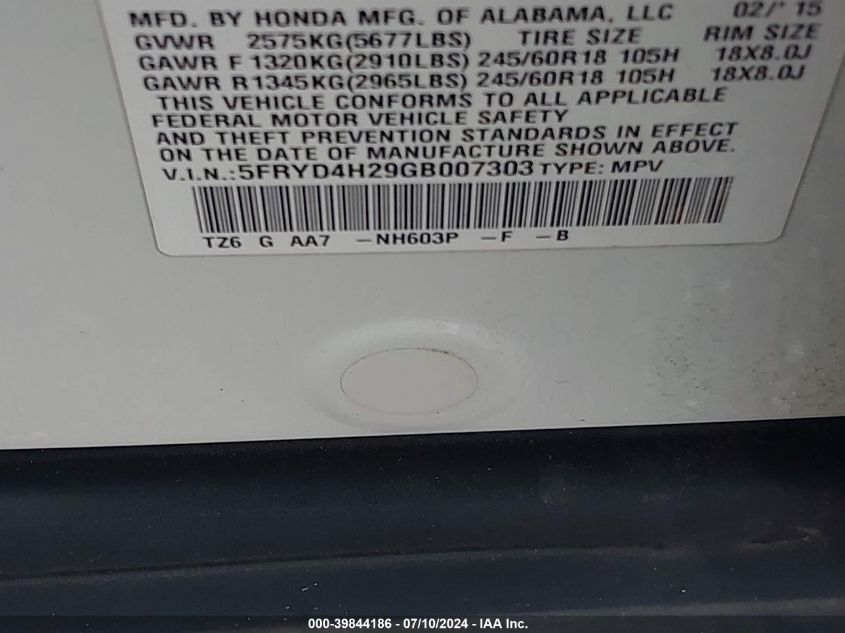 MFD. BY HONDA MFG. OF ALABAMA, LLC 02/'15
GVWR 2575KG(5677LBS) TIRE SIZE RIM SIZE
GAWR F 1320KG(2910LBS) 245/60R18 105H 18X8.0J
GAWR R1345KG(2965LBS) 245/60R18 105H 18X8.0J
THIS VEHICLE CONFORMS TO ALL APPLICABLE
FEDERAL MOTOR VEHICLE SAFETY
AND THEFT PREVENTION STANDARDS IN EFFECT
ON THE DATE OF MANUFACTURE SHOWN ABOVE.
V.I.N.:5FRYD4H29GB007303 TYPE: MPV
TZ6 G AA7 -NH603P -F -B
000-39844186 - 07/10/2024 - IAA Inc.